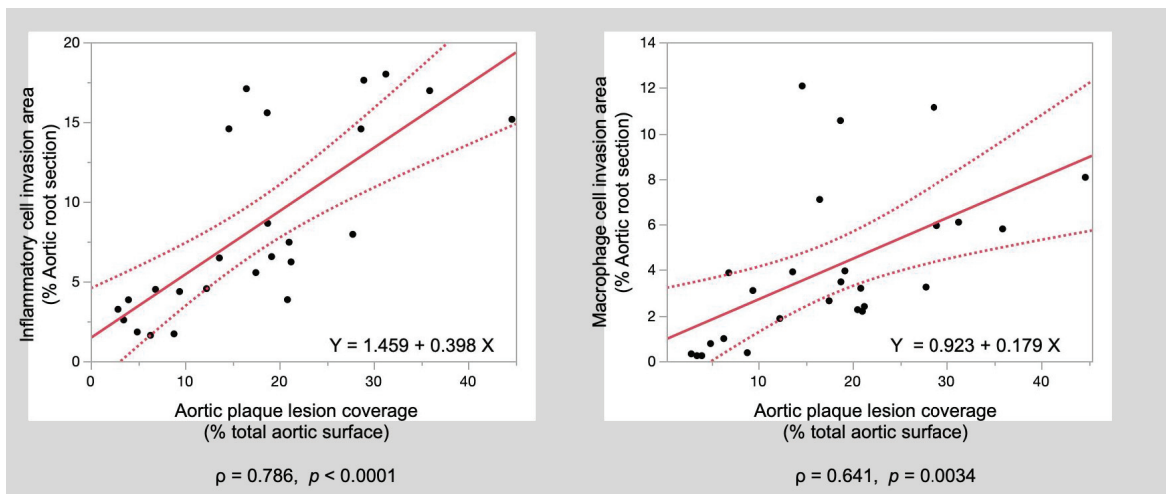 Inflammatory cell invasion area
(% Aortic root section)
20
15
10
5
0
0
10
20
30
40
Y = 1.459 + 0.398 X
Aortic plaque lesion coverage
(% total aortic surface)
ρ = 0.786, p < 0.0001
Macrophage cell invasion area
(% Aortic root section)
14
12
10
8
6
4
2
0
10
20
30
40
Y = 0.923 + 0.179 X
Aortic plaque lesion coverage
(% total aortic surface)
ρ = 0.641, p = 0.0034